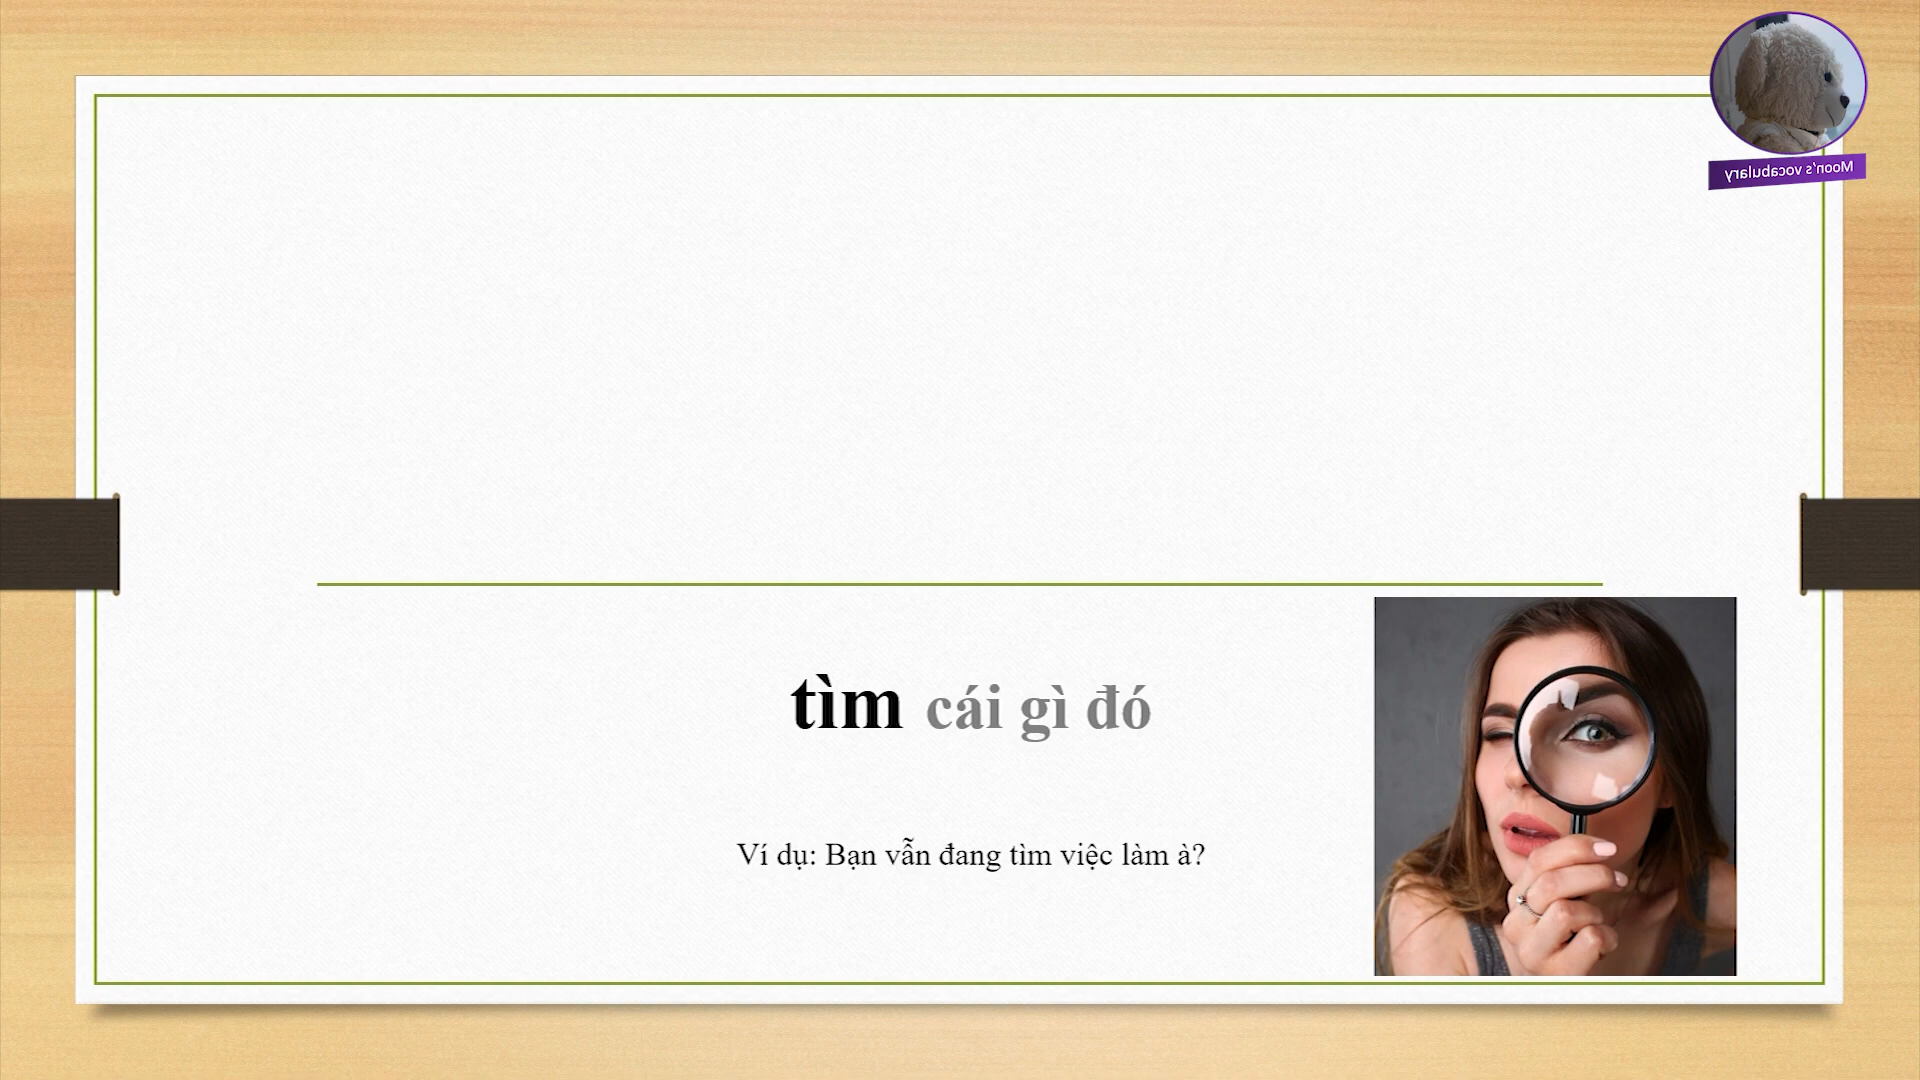 Moon's vocabulary
tìm cái gì đó
Ví dụ: Bạn vẫn đang tìm việc làm à?